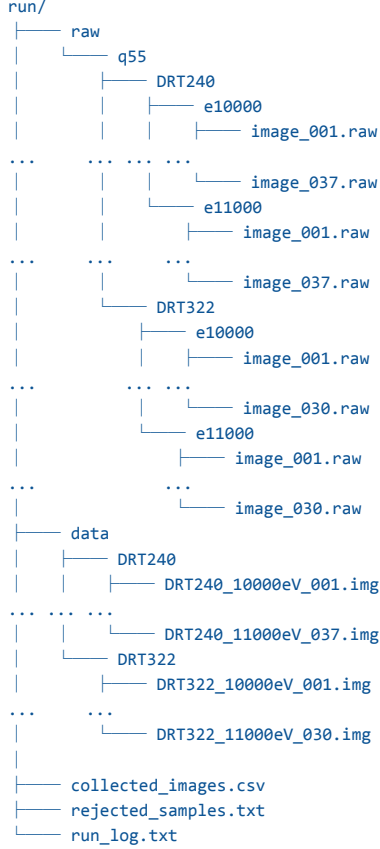 run/
├── raw
│ └── q55
│ ├── DRT240
│ │ ├── e10000
│ │ │ ├── image_001.raw
... ... ... ...
│ │ │ └── image_037.raw
│ │ └── e11000
│ │ ├── image_001.raw
... ... ...
│ │ └── image_037.raw
│ └── DRT322
│ ├── e10000
│ │ ├── image_001.raw
... ... ...
│ │ └── image_030.raw
│ └── e11000
│ ├── image_001.raw
... ...
│ └── image_030.raw
├── data
│ ├── DRT240
│ │ ├── DRT240_10000eV_001.img
... ... ...
│ │ └── DRT240_11000eV_037.img
│ └── DRT322
│ ├── DRT322_10000eV_001.img
... ...
│ └── DRT322_11000eV_030.img
│
├── collected_images.csv
├── rejected_samples.txt
└── run_log.txt